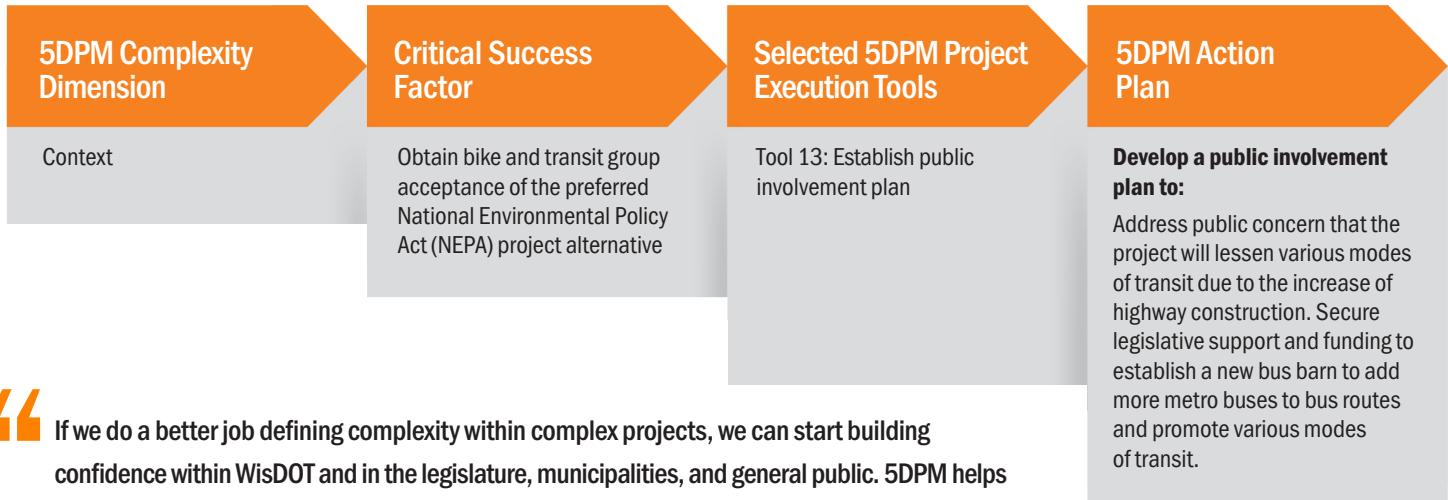 5DPM Complexity
Dimension
Context
Critical Success
Factor
Obtain bike and transit group
acceptance of the preferred
National Environmental Policy
Act (NEPA) project alternative
Selected 5DPM Project
Execution Tools
Tool 13: Establish public
involvement plan
5DPM Action
Plan
Develop a public involvement
plan to:
Address public concern that the
project will lessen various modes
of transit due to the increase of
highway construction. Secure
legislative support and funding to
establish a new bus barn to add
more metro buses to bus routes
and promote various modes
of transit.
“ If we do a better job defining complexity within complex projects, we can start building
confidence within WisDOT and in the legislature, municipalities, and general public. 5DPM helps